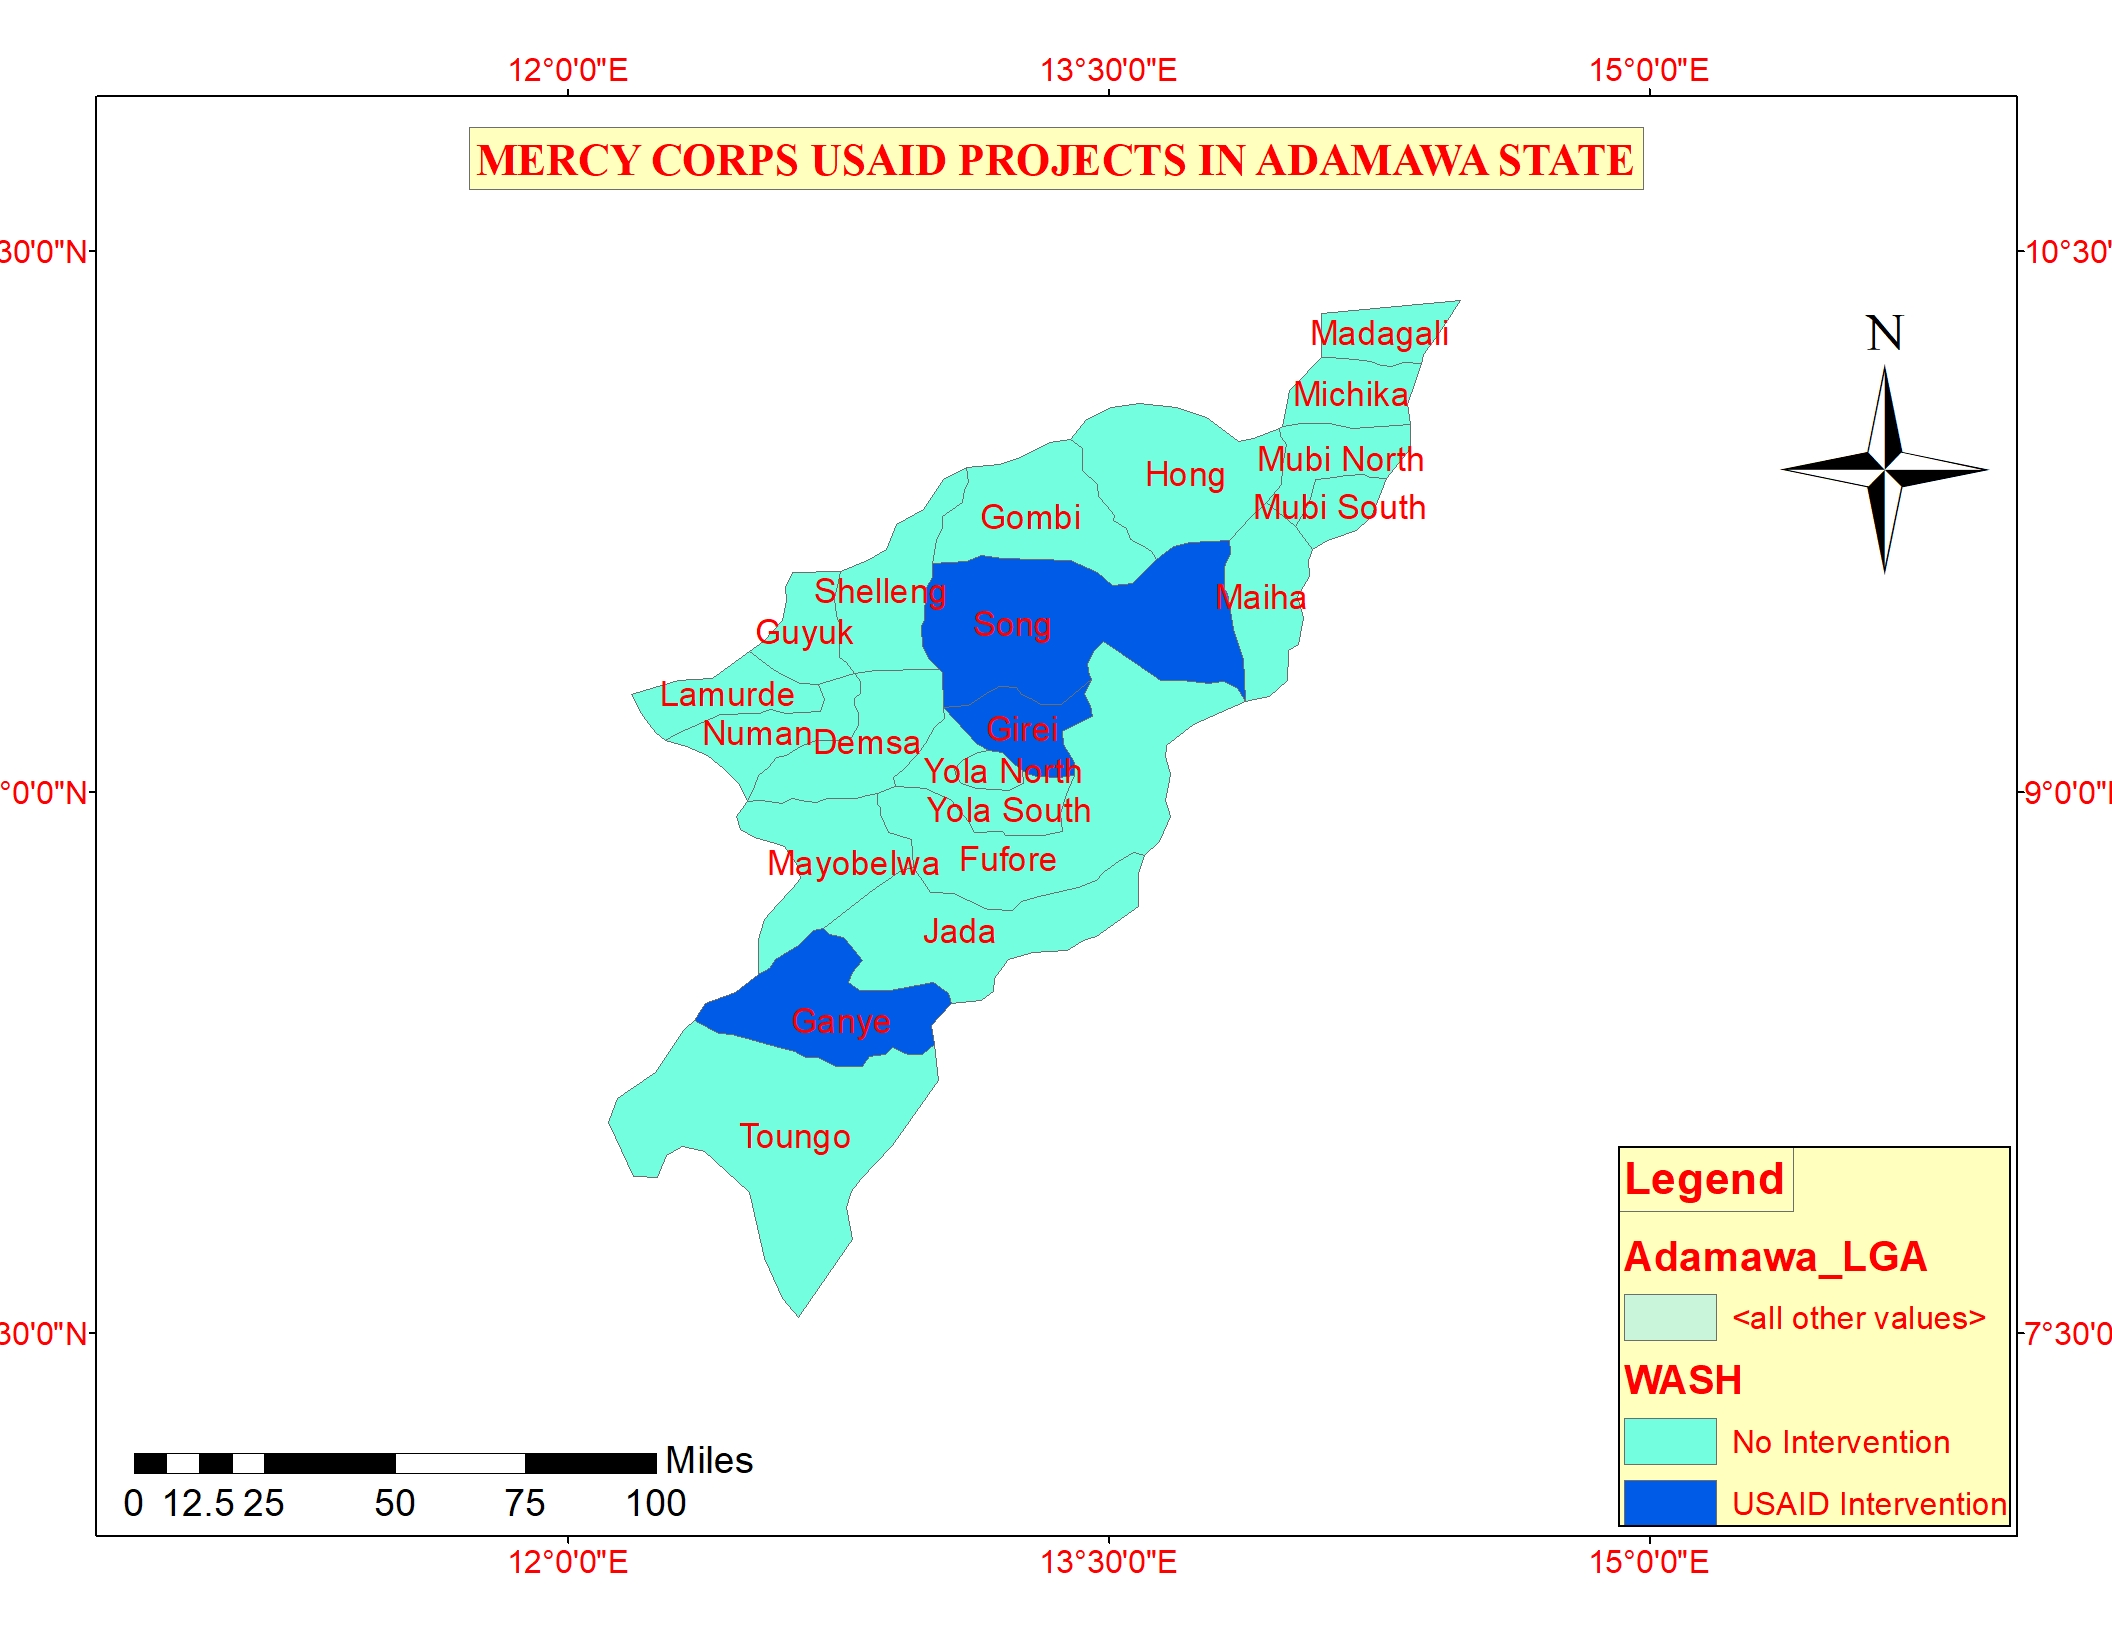 12°0'0"E 13°30'0"E 15°0'0"E
MERCY CORPS USAID PROJECTS IN ADAMAWA STATE
30'0"N 10°30'
N
Madagali
Michika
Mubi North
Hong
Mubi South
Gombi
Shelleng
Maiha
Song
Guyuk
Lamurde
Girei
Numan
Demsa
Yola North
°0'0"N 9°0'0"
Yola South
Fufore
Mayobelwa
Jada
Ganye
Toungo
Legend
Adamawa_LGA
<all other values>
30'0"N 7°30'0
WASH
No Intervention
USAID Intervention
Miles
0 12.5 25 50 75 100
12°0'0"E 13°30'0"E 15°0'0"E